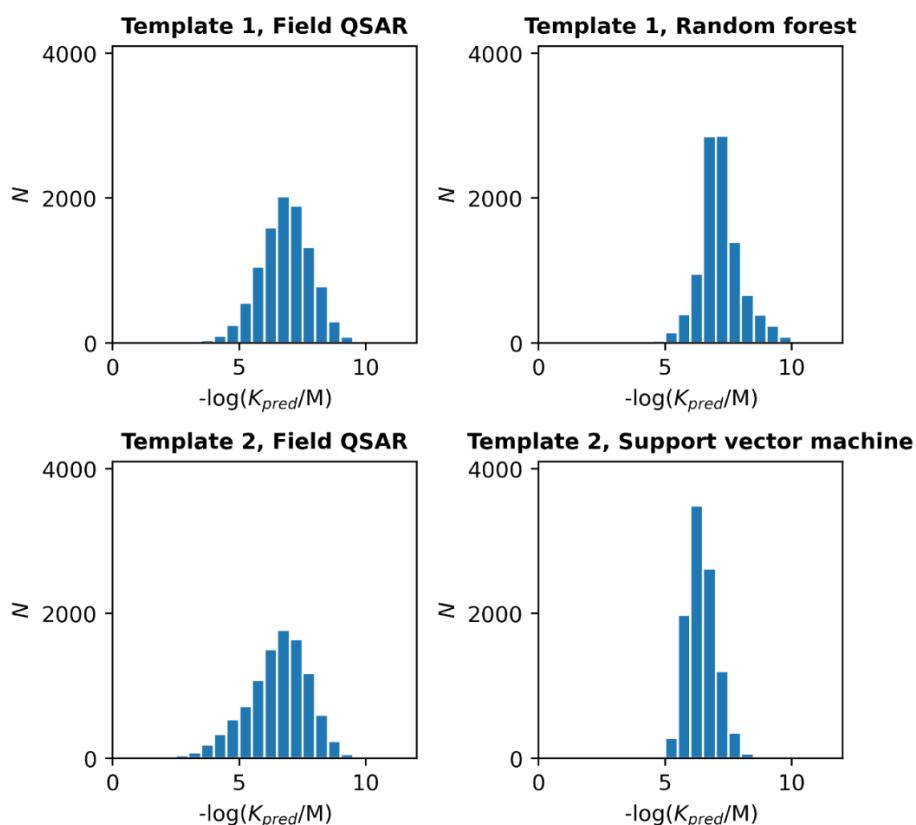 Template 1, Field QSAR
4000
2000
0
N
0 5 10
-log(K_pred/M)
Template 1, Random forest
4000
2000
0
N
0 5 10
-log(K_pred/M)
Template 2, Field QSAR
4000
2000
0
N
0 5 10
-log(K_pred/M)
Template 2, Support vector machine
4000
2000
0
N
0 5 10
-log(K_pred/M)